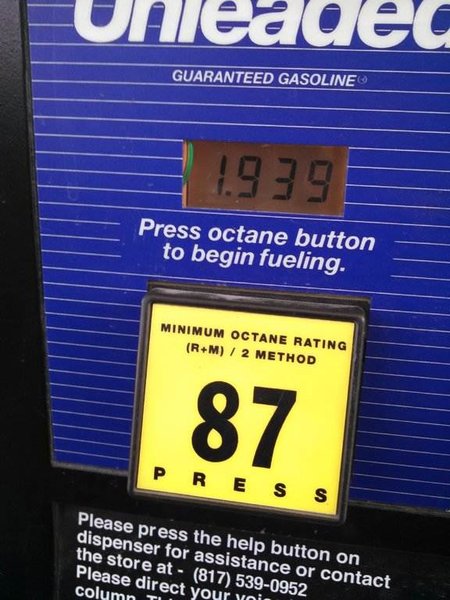 Unleaded
GUARANTEED GASOLINE
1.939
Press octane button
to begin fueling.
MINIMUM OCTANE RATING
(R+M) / 2 METHOD
87
PRESS
Please press the help button on
dispenser for assistance or contact
the store at - (817) 539-0952
Please direct your
column